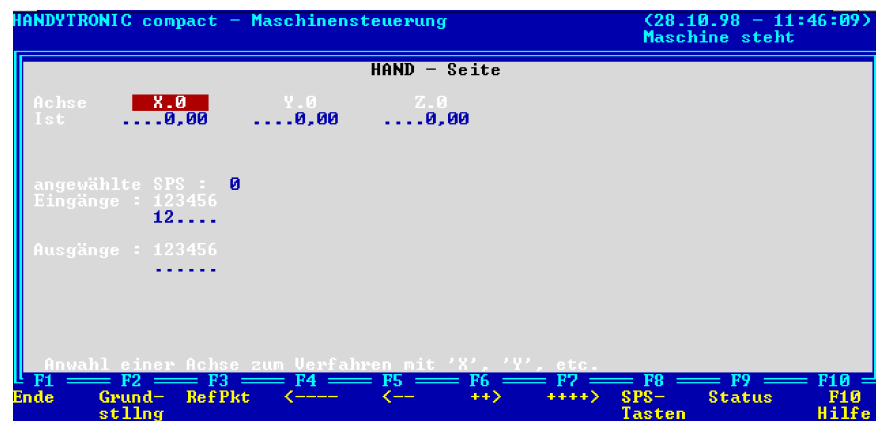 HANDYTRONIC compact - Maschinensteuerung (28.10.98 - 11:46:09)
Maschine steht
HAND - Seite
Achse X.0 Y.0 Z.0
Ist ....0,00 ....0,00 ....0,00
angewählte SPS : 0
Eingänge : 123456
12....
Ausgänge : 123456
......
Anwahl einer Achse zum Verfahren mit 'X', 'Y', etc.
F1 F2 F3 F4 F5 F6 F7 F8 F9 F10
Ende Grund- RefPkt <---- <-- ++> ++++> SPS- Status F10
stllng Tasten Hilfe